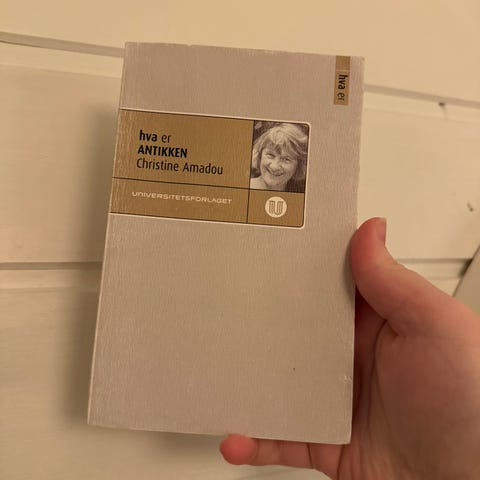 hva er
hva er
ANTIKKEN
Christine Amadou
UNIVERSITETSFORLAGET